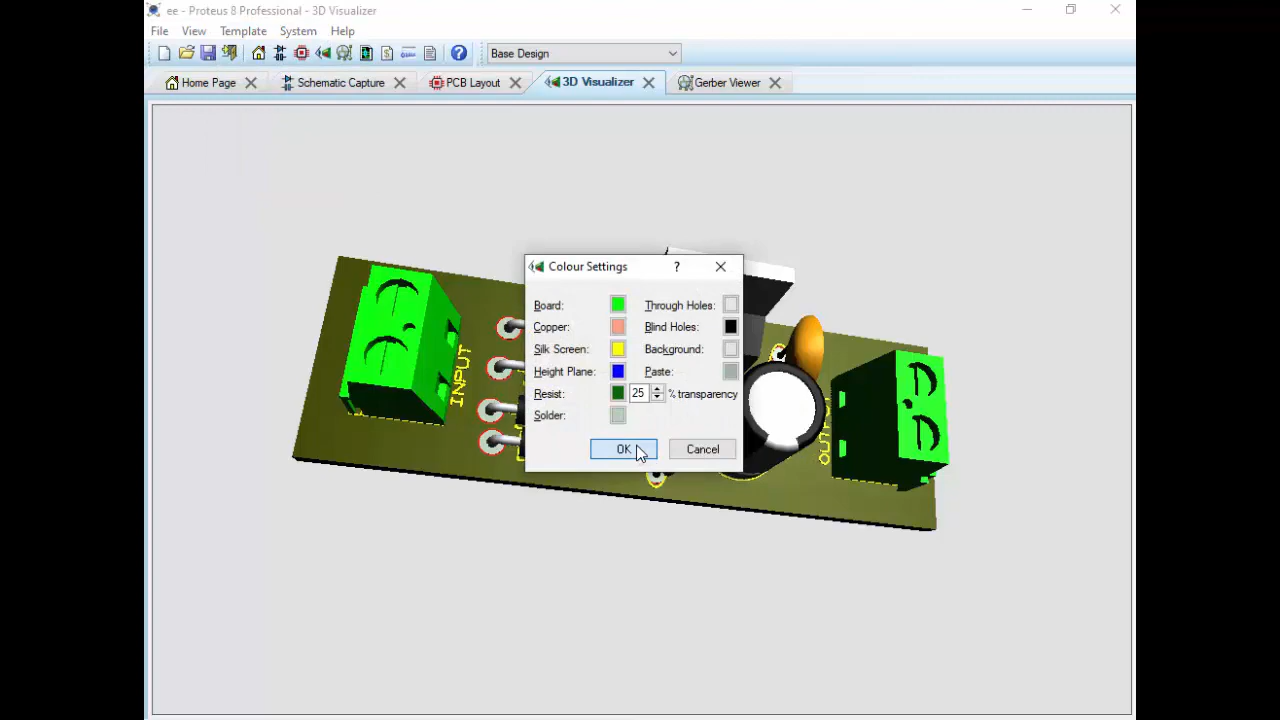 ee - Proteus 8 Professional - 3D Visualizer
File View Template System Help
Base Design
Home Page
Schematic Capture
PCB Layout
3D Visualizer
Gerber Viewer
Colour Settings ?
Board: Through Holes:
Copper: Blind Holes:
Silk Screen: Background:
Height Plane: Paste:
Resist: 25 % transparency
Solder:
OK Cancel
INPUT